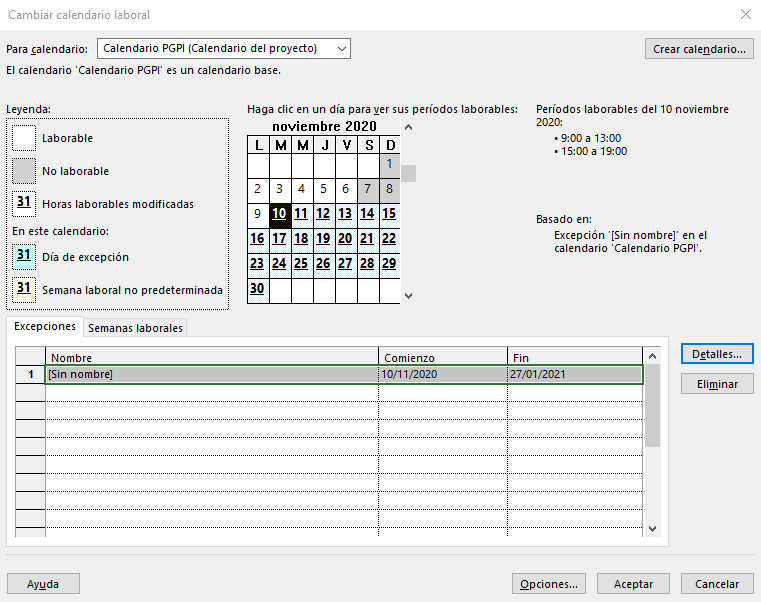 Cambiar calendario laboral
Para calendario: Calendario PGPI (Calendario del proyecto) Crear calendario...
El calendario 'Calendario PGPI' es un calendario base.
Leyenda:
Laborable
No laborable
31 Horas laborables modificadas
En este calendario:
31 Día de excepción
31 Semana laboral no predeterminada
Haga clic en un día para ver sus períodos laborables:
noviembre 2020
L M M J V S D
1
2 3 4 5 6 7 8
9 10 11 12 13 14 15
16 17 18 19 20 21 22
23 24 25 26 27 28 29
30
Períodos laborables del 10 noviembre
2020:
• 9:00 a 13:00
• 15:00 a 19:00
Basado en:
Excepción '[Sin nombre]' en el
calendario 'Calendario PGPI'.
Excepciones Semanas laborales
Nombre Comienzo Fin
1 [Sin nombre] 10/11/2020 27/01/2021
Detalles...
Eliminar
Ayuda Opciones... Aceptar Cancelar